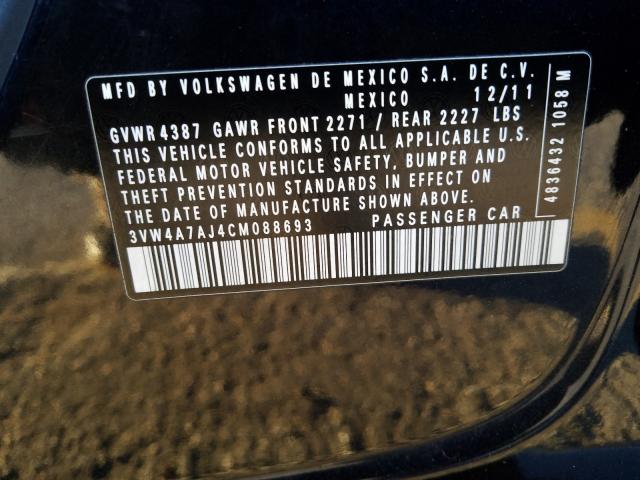 MFD BY VOLKSWAGEN DE MEXICO S.A. DE C.V.
MEXICO 12/11
GVWR 4387 GAWR FRONT 2271 / REAR 2227 LBS
THIS VEHICLE CONFORMS TO ALL APPLICABLE U.S.
FEDERAL MOTOR VEHICLE SAFETY, BUMPER AND
THEFT PREVENTION STANDARDS IN EFFECT ON
THE DATE OF MANUFACTURE SHOWN ABOVE.
3VW4A7AJ4CM088693 PASSENGER CAR
4836432 1058 M